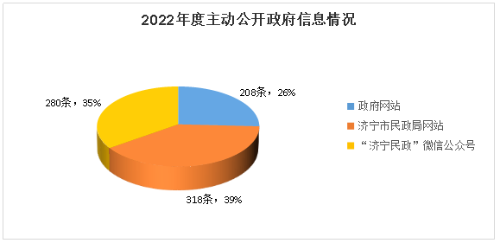 2022年度主动公开政府信息情况
208条，26%
280条，35%
318条，39%
政府网站
济宁市民政局网站
“济宁民政”微信公众号